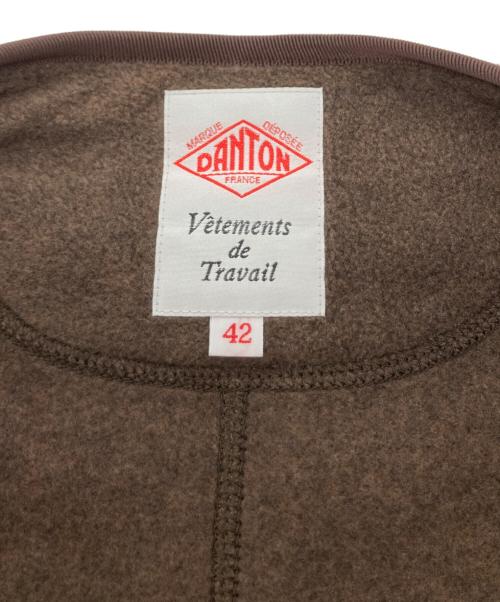 MARQUE DÉPOSÉE
DANTON
FRANCE
Vêtements
de
Travail
42